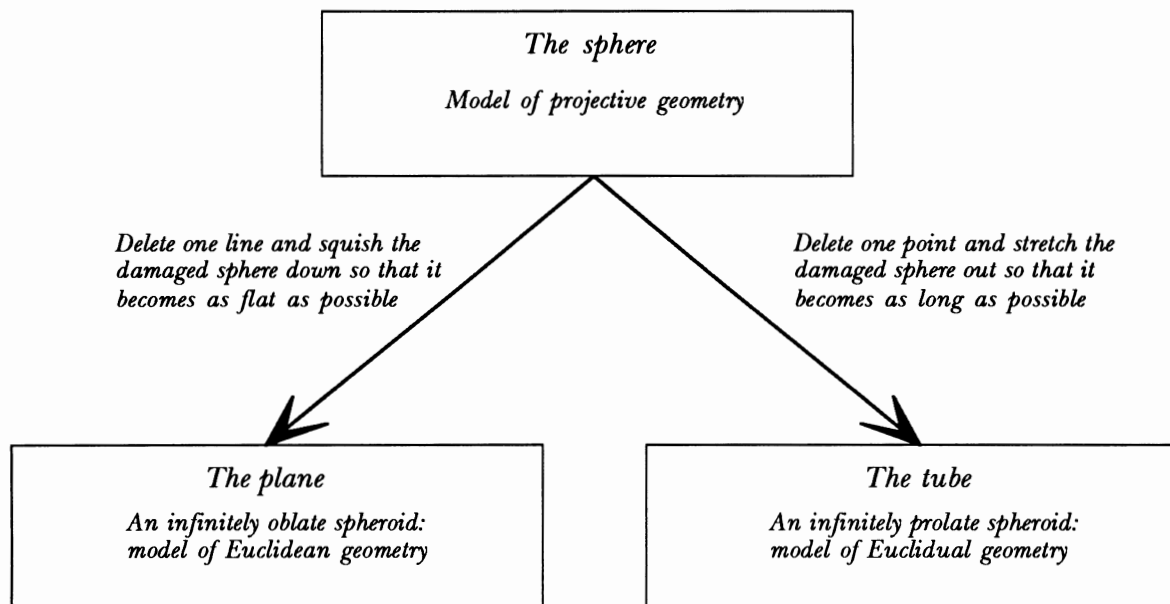 The sphere
Model of projective geometry
Delete one line and squish the
damaged sphere down so that it
becomes as flat as possible
Delete one point and stretch the
damaged sphere out so that it
becomes as long as possible
The plane
An infinitely oblate spheroid:
model of Euclidean geometry
The tube
An infinitely prolate spheroid:
model of Euclidual geometry